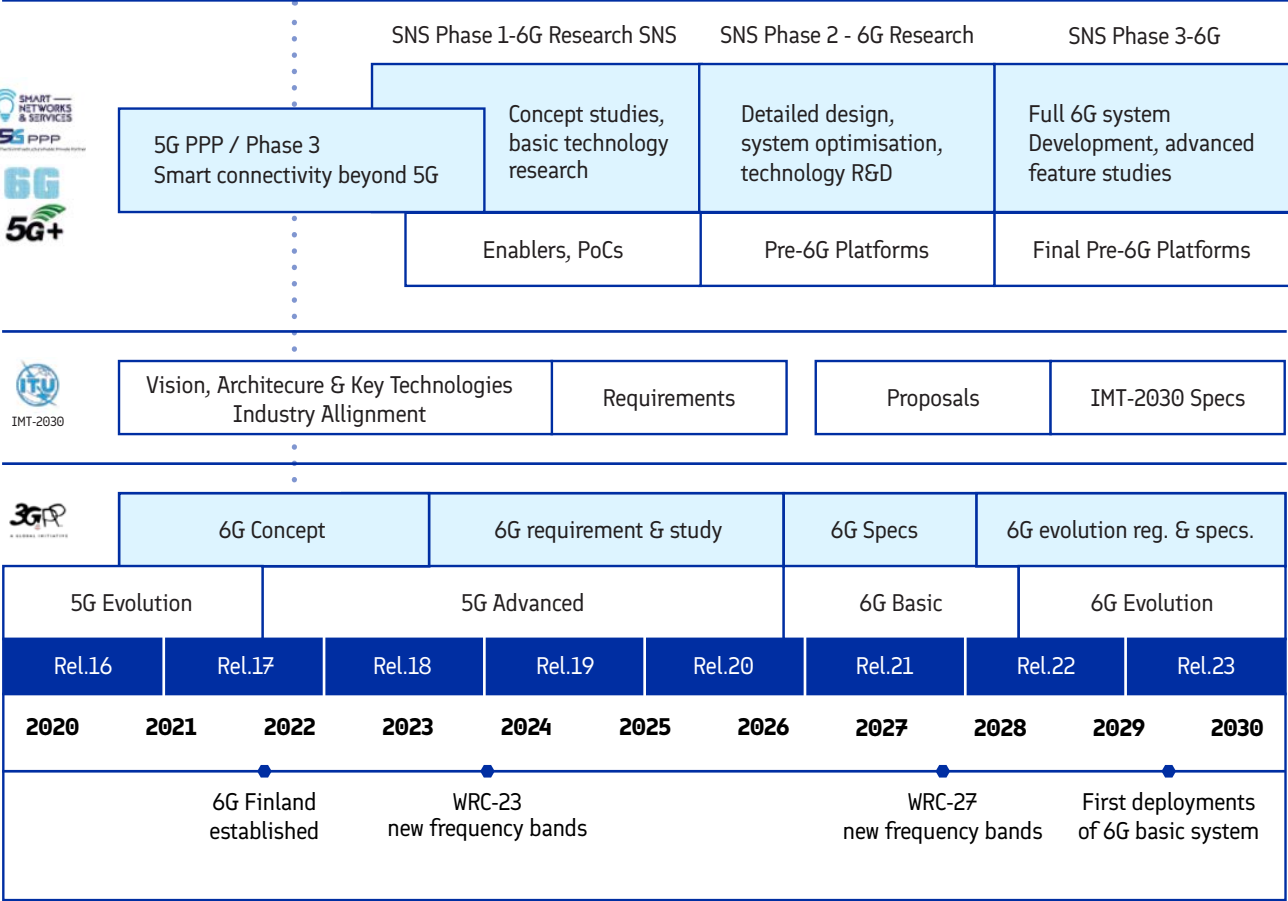 SNS Phase 1-6G Research SNS
SNS Phase 2 - 6G Research
SNS Phase 3-6G
SMART
NETWORKS
& SERVICES
5G PPP
6G
5G+
5G PPP / Phase 3
Smart connectivity beyond 5G
Concept studies,
basic technology
research
Detailed design,
system optimisation,
technology R&D
Full 6G system
Development, advanced
feature studies
Enablers, PoCs
Pre-6G Platforms
Final Pre-6G Platforms
ITU
IMT-2030
Vision, Architecure & Key Technologies
Industry Allignment
Requirements
Proposals
IMT-2030 Specs
3GPP
A GLOBAL INITIATIVE
6G Concept
6G requirement & study
6G Specs
6G evolution reg. & specs.
5G Evolution
5G Advanced
6G Basic
6G Evolution
Rel.16
Rel.17
Rel.18
Rel.19
Rel.20
Rel.21
Rel.22
Rel.23
2020
2021
2022
2023
2024
2025
2026
2027
2028
2029
2030
6G Finland
established
WRC-23
new frequency bands
WRC-27
new frequency bands
First deployments
of 6G basic system